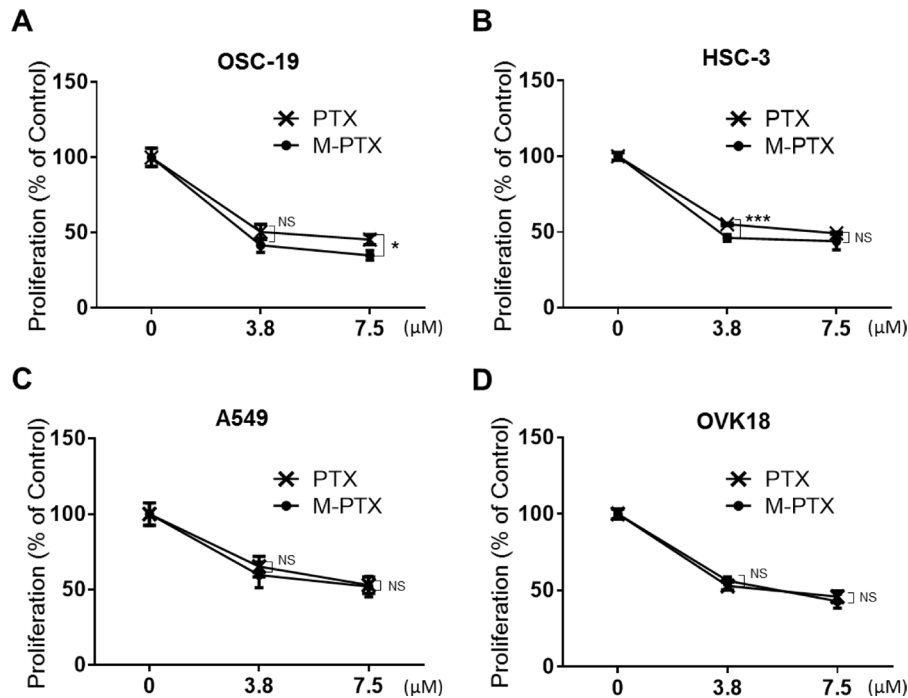 A
OSC-19
Proliferation (% of Control)
150
100
50
0
PTX
M-PTX
NS
*
0 3.8 7.5 (μM)
B
HSC-3
Proliferation (% of Control)
150
100
50
0
PTX
M-PTX
***
NS
0 3.8 7.5 (μM)
C
A549
Proliferation (% of Control)
150
100
50
0
PTX
M-PTX
NS
NS
0 3.8 7.5 (μM)
D
OVK18
Proliferation (% of Control)
150
100
50
0
PTX
M-PTX
NS
NS
0 3.8 7.5 (μM)